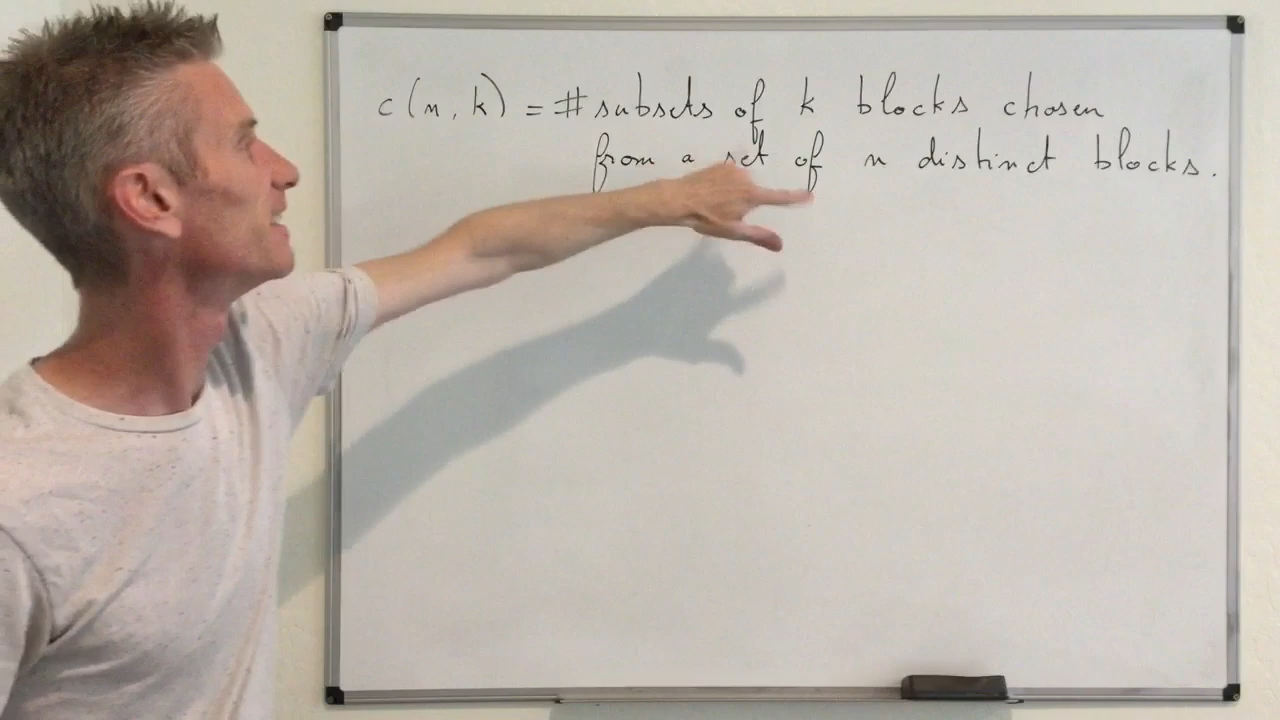 c(n, k) = # subsets of k blocks chosen
from a set of n distinct blocks.